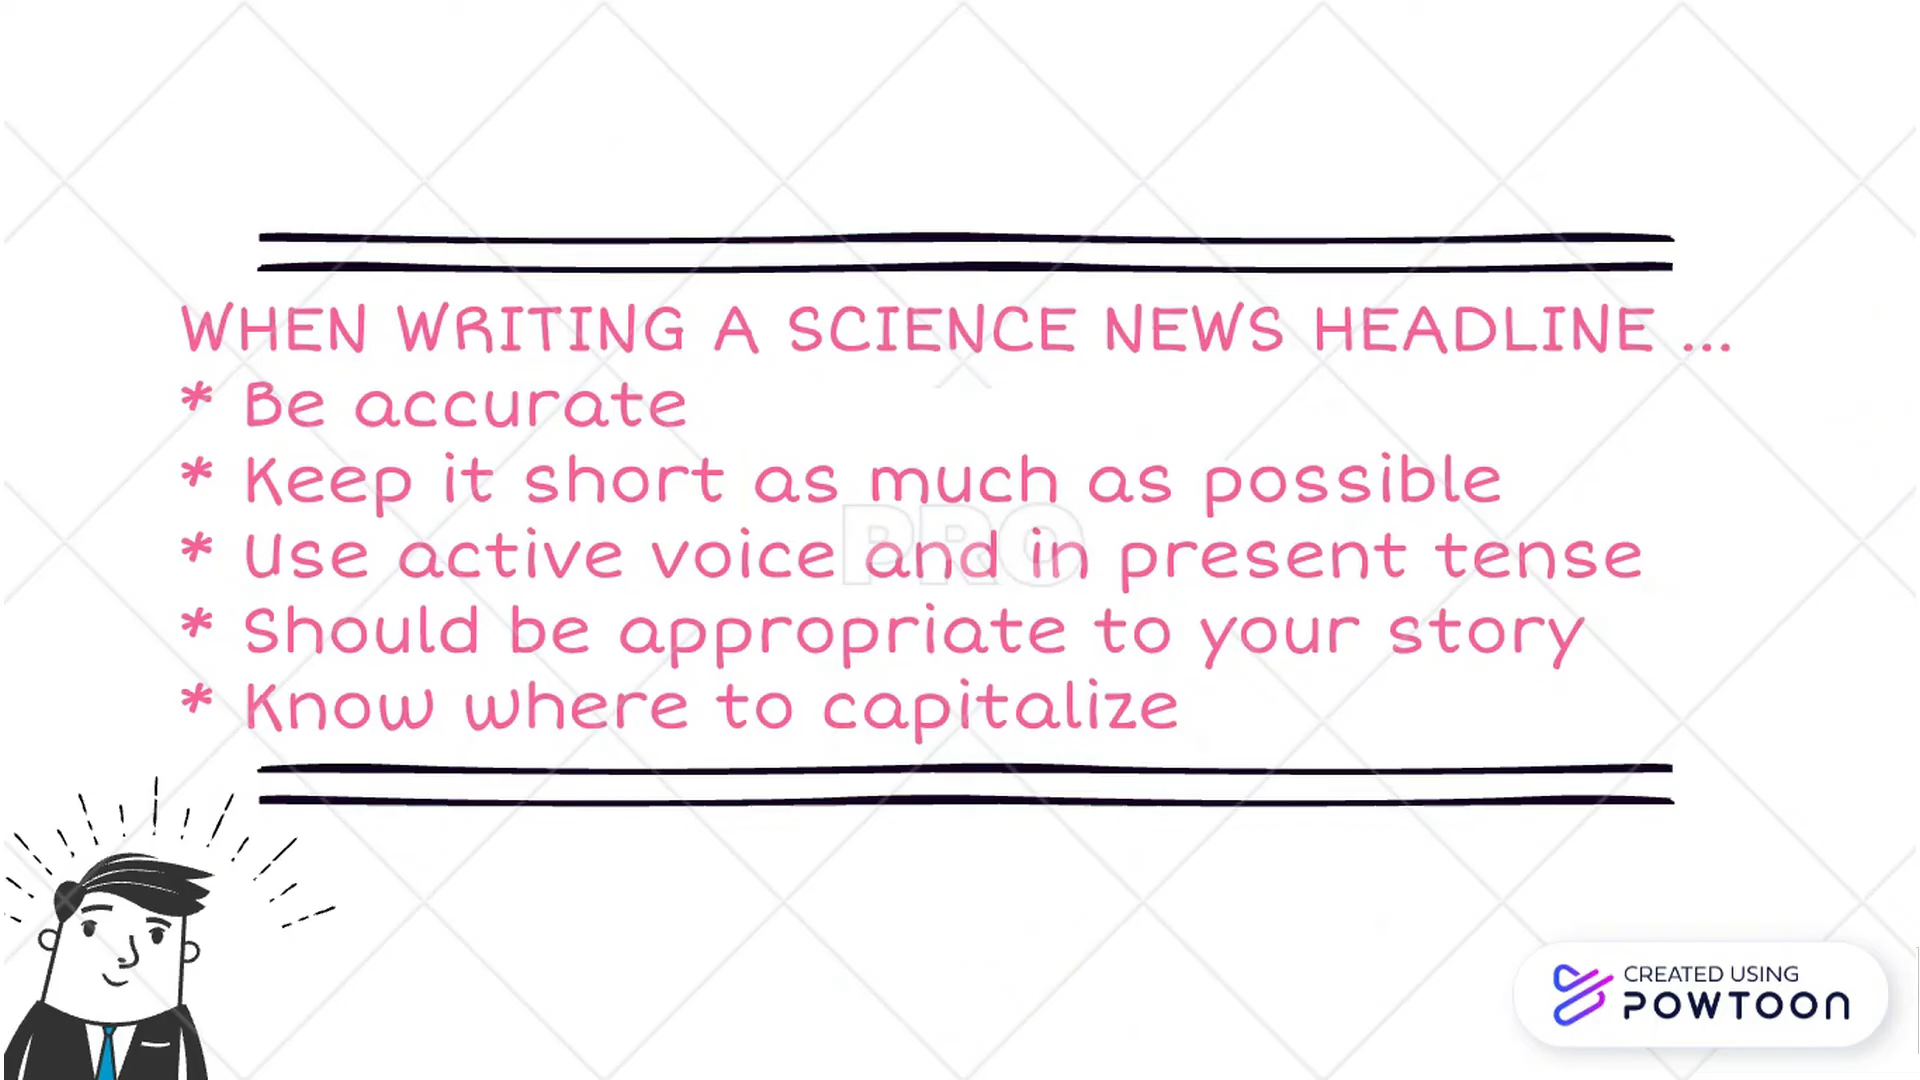 WHEN WRITING A SCIENCE NEWS HEADLINE ...
* Be accurate
* Keep it short as much as possible
* Use active voice and in present tense
* Should be appropriate to your story
* Know where to capitalize
PRO
CREATED USING
POWTOON